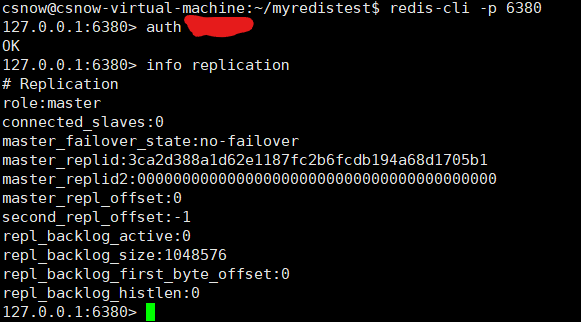 csnow@csnow-virtual-machine:~/myredistest$ redis-cli -p 6380
127.0.0.1:6380> auth
OK
127.0.0.1:6380> info replication
# Replication
role:master
connected_slaves:0
master_failover_state:no-failover
master_replid:3ca2d388a1d62e1187fc2b6fcdb194a68d1705b1
master_replid2:0000000000000000000000000000000000000000
master_repl_offset:0
second_repl_offset:-1
repl_backlog_active:0
repl_backlog_size:1048576
repl_backlog_first_byte_offset:0
repl_backlog_histlen:0
127.0.0.1:6380>